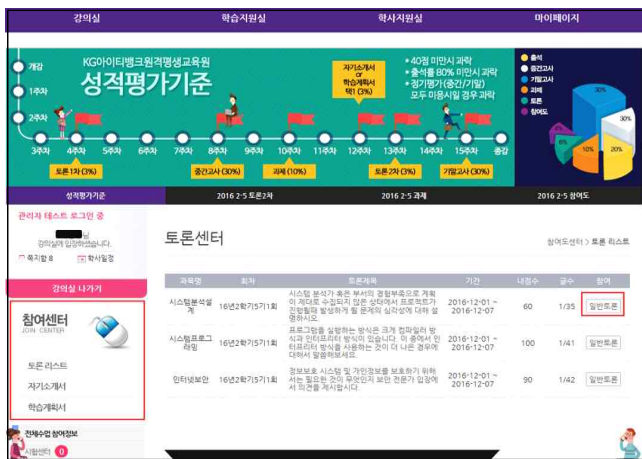 강의실
학습지원실
학사지원실
마이페이지
개강
1주차
2주차
3주차
4주차
5주차
6주차
7주차
8주차
9주차
10주차
11주차
12주차
13주차
14주차
15주차
종강
KG아이티뱅크원격평생교육원
성적평가기준
자기소개서
or
학습계획서
택1 (3%)
• 40점 미만시 과락
• 출석률 80% 미만시 과락
• 정기평가(중간/기말)
모두 미응시일 경우 과락
토론 1차 (3%)
중간고사 (30%)
과제 (10%)
토론 2차 (3%)
기말고사 (30%)
출석
중간고사
기말고사
과제
토론
참여도
30%
30%
20%
10%
6%
성적평가기준
2016 2-5 토론2차
2016 2-5 과제
2016 2-5 참여도
관리자 테스트 로그인 중
님
강의실에 입장하셨습니다.
쪽지함 8
학사일정
강의실 나가기
참여센터
JOIN CENTER
토론 리스트
자기소개서
학습계획서
전체수업 참여정보
시험센터 0
토론센터
참여도센터 > 토론 리스트
과목명 회차 토론제목 기간 내점수 글수 참여
시스템분석설계
16년2학기5기1회
시스템 분석가 혹은 부서의 경험부족으로 계획
이 제대로 수립되지 않은 상태에서 프로젝트가
진행될때 발생하게 될 문제의 심각성에 대해 설
명하시오.
2016-12-01 ~
2016-12-07
60
1/35
일반토론
시스템프로그
래밍
16년2학기5기1회
프로그램을 실행하는 방식은 크게 컴파일러 방
식과 인터프리터 방식이 있습니다. 이 중에서 인
터프리터 방식을 사용하는 것이 더 나은 경우에
대해서 말씀해보세요.
2016-12-01 ~
2016-12-07
100
1/41
일반토론
인터넷보안
16년2학기5기1회
정보보호 시스템 및 개인정보를 보호하기 위해
서는 필요한 것이 무엇인지 보안 전문가 입장에
서 의견을 제시합니다.
2016-12-01 ~
2016-12-07
90
1/42
일반토론